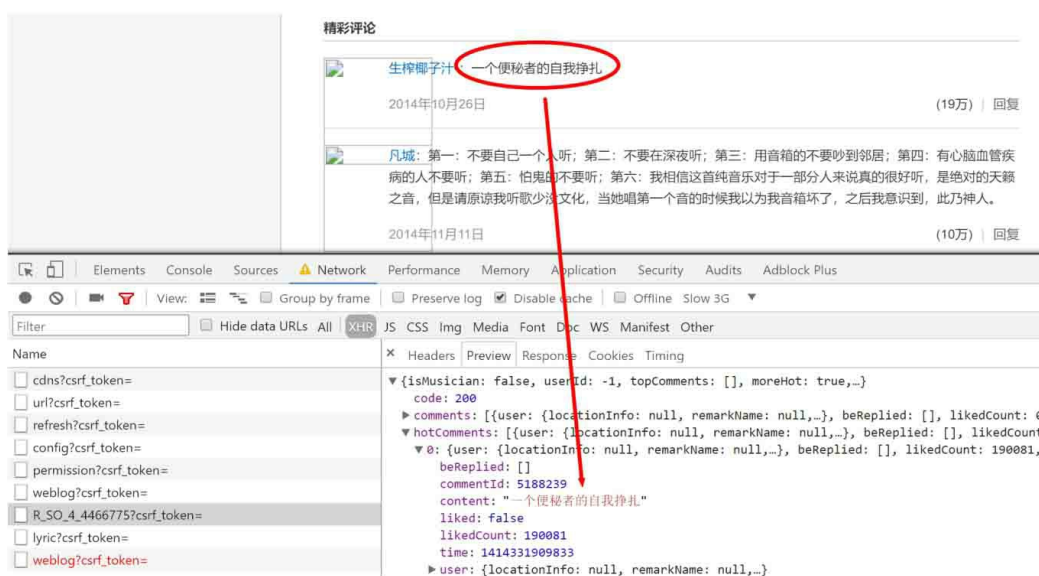 精彩评论
生榨椰子汁： 一个便秘者的自我挣扎
2014年10月26日 (19万) | 回复
凡城：第一：不要自己一个人听；第二：不要在深夜听；第三：用音箱的不要吵到邻居；第四：有心脑血管疾
病的人不要听；第五：怕鬼的不要听；第六：我相信这首纯音乐对于一部分人来说真的很好听，是绝对的天籁
之音，但是请原谅我听歌少没文化，当她唱第一个音的时候我以为我音箱坏了，之后我意识到，此乃神人。
2014年11月11日 (10万) | 回复
Elements Console Sources Network Performance Memory Application Security Audits Adblock Plus
View: Group by frame Preserve log Disable cache Offline Slow 3G
Filter Hide data URLs All XHR JS CSS Img Media Font Doc WS Manifest Other
Name
× Headers Preview Response Cookies Timing
cdns?csrf_token=
url?csrf_token=
refresh?csrf_token=
config?csrf_token=
permission?csrf_token=
weblog?csrf_token=
R_SO_4_4466775?csrf_token=
lyric?csrf_token=
weblog?csrf_token=
▼{isMusician: false, userId: -1, topComments: [], moreHot: true,…}
code: 200
▶comments: [{user: {locationInfo: null, remarkName: null,…}, beReplied: [], likedCount:
▼hotComments: [{user: {locationInfo: null, remarkName: null,…}, beReplied: [], likedCount
▼0: {user: {locationInfo: null, remarkName: null,…}, beReplied: [], likedCount: 190081,
beReplied: []
commentId: 5188239
content: "一个便秘者的自我挣扎"
liked: false
likedCount: 190081
time: 1414331909833
▶user: {locationInfo: null, remarkName: null,…}